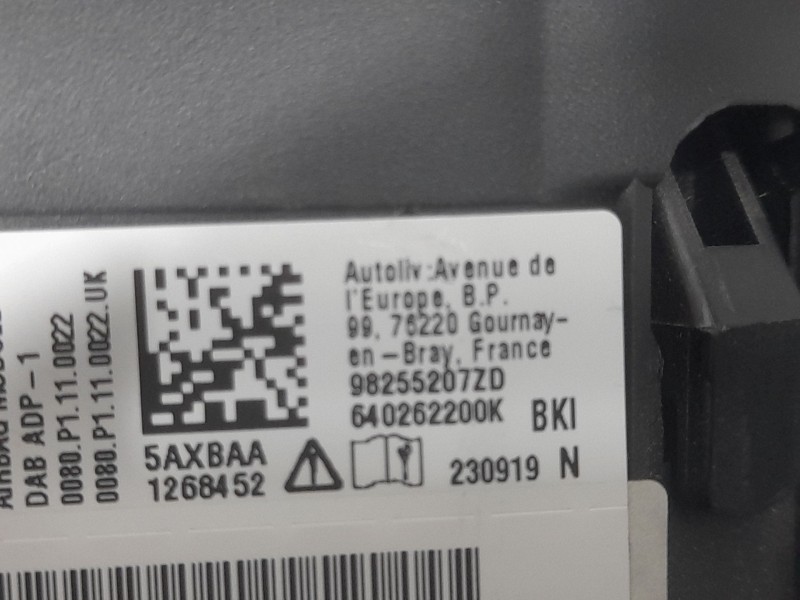 Autoliv:Avenue de
l'Europe, B.P.
99, 76220 Gournay-
en-Bray, France
98255207ZD
640262200K BKI
5AXBAA
1268452
230919 N
DAB ADP-1
0080.P1.11.0022
0080.P1.11.0022.UK